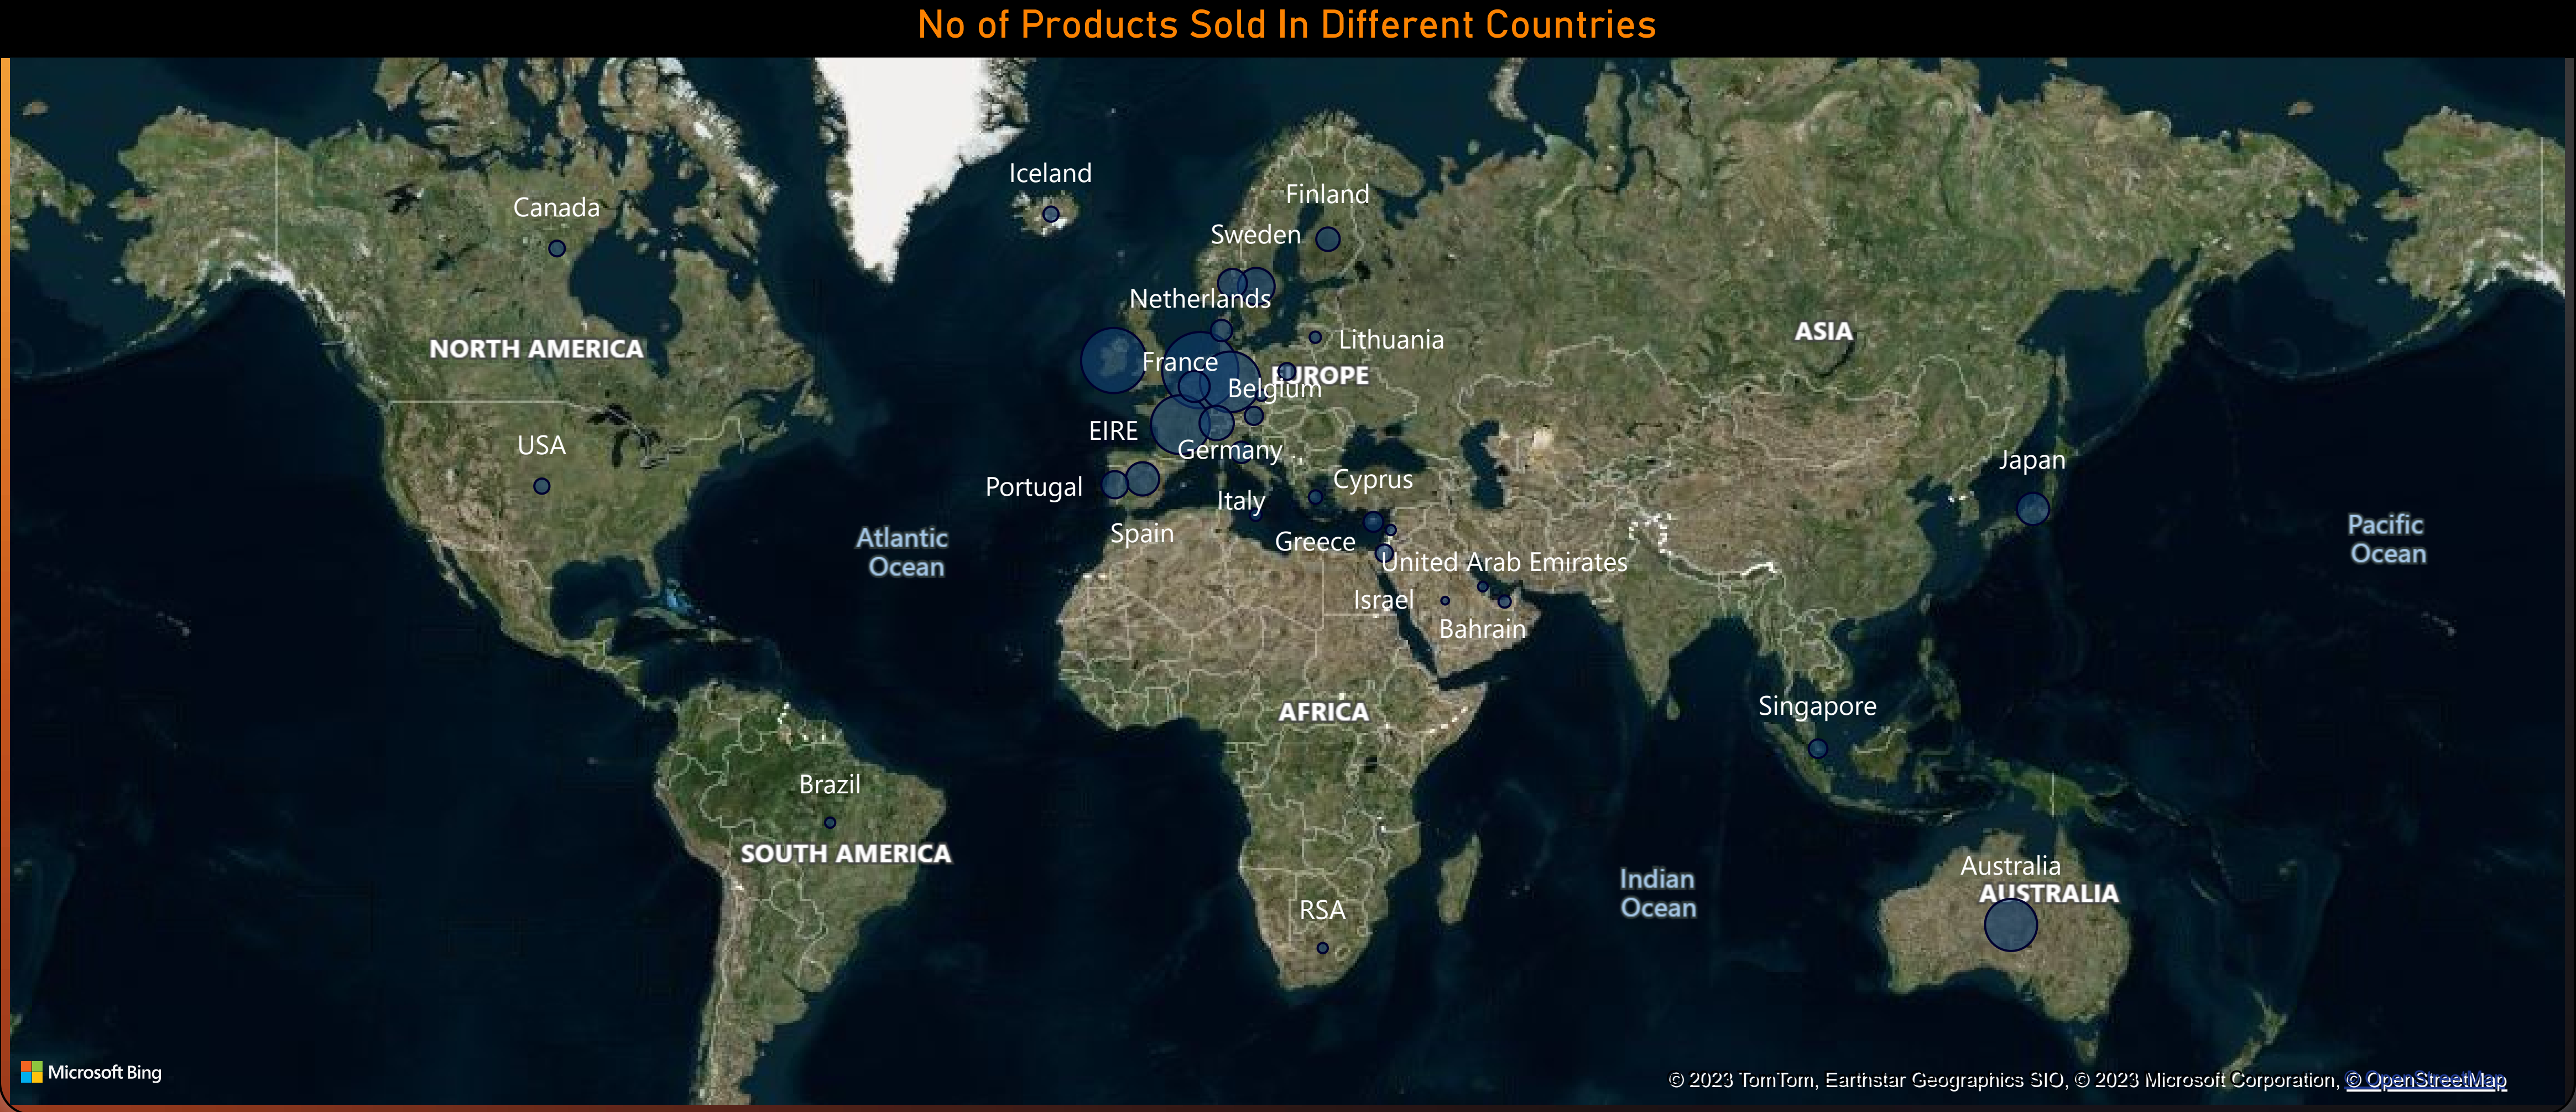 No of Products Sold In Different Countries
Iceland
Finland
Canada
Sweden
Netherlands
ASIA
Lithuania
NORTH AMERICA
France
EUROPE
Belgium
EIRE
USA
Germany
Japan
Cyprus
Portugal
Italy
Pacific
Ocean
Spain
Atlantic
Ocean
Greece
United Arab Emirates
Israel
Bahrain
Singapore
AFRICA
Brazil
SOUTH AMERICA
Australia
AUSTRALIA
Indian
Ocean
RSA
Microsoft Bing
© 2023 TomTom, Earthstar Geographics SIO, © 2023 Microsoft Corporation, © OpenStreetMap